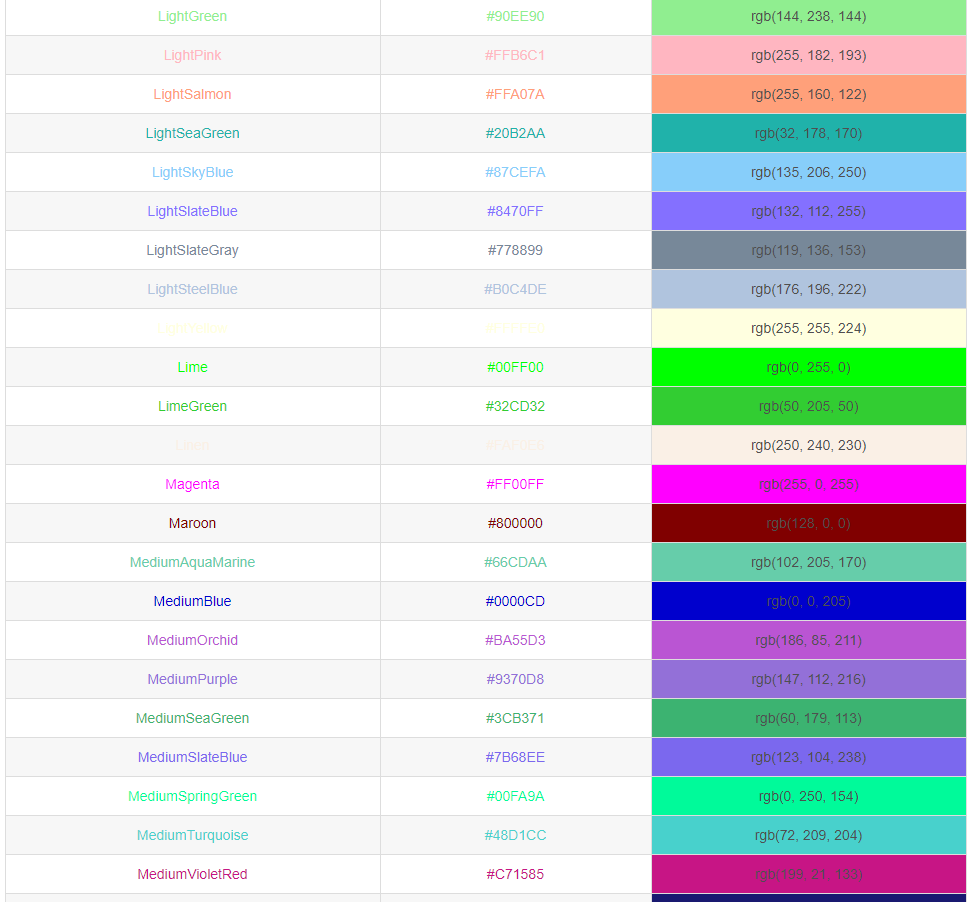 LightGreen #90EE90 rgb(144, 238, 144)
LightPink #FFB6C1 rgb(255, 182, 193)
LightSalmon #FFA07A rgb(255, 160, 122)
LightSeaGreen #20B2AA rgb(32, 178, 170)
LightSkyBlue #87CEFA rgb(135, 206, 250)
LightSlateBlue #8470FF rgb(132, 112, 255)
LightSlateGray #778899 rgb(119, 136, 153)
LightSteelBlue #B0C4DE rgb(176, 196, 222)
rgb(255, 255, 224)
Lime #00FF00 rgb(0, 255, 0)
LimeGreen #32CD32 rgb(50, 205, 50)
Linen #FAF0E6 rgb(250, 240, 230)
Magenta #FF00FF rgb(255, 0, 255)
Maroon #800000 rgb(128, 0, 0)
MediumAquaMarine #66CDAA rgb(102, 205, 170)
MediumBlue #0000CD rgb(0, 0, 205)
MediumOrchid #BA55D3 rgb(186, 85, 211)
MediumPurple #9370D8 rgb(147, 112, 216)
MediumSeaGreen #3CB371 rgb(60, 179, 113)
MediumSlateBlue #7B68EE rgb(123, 104, 238)
MediumSpringGreen #00FA9A rgb(0, 250, 154)
MediumTurquoise #48D1CC rgb(72, 209, 204)
MediumVioletRed #C71585 rgb(199, 21, 133)